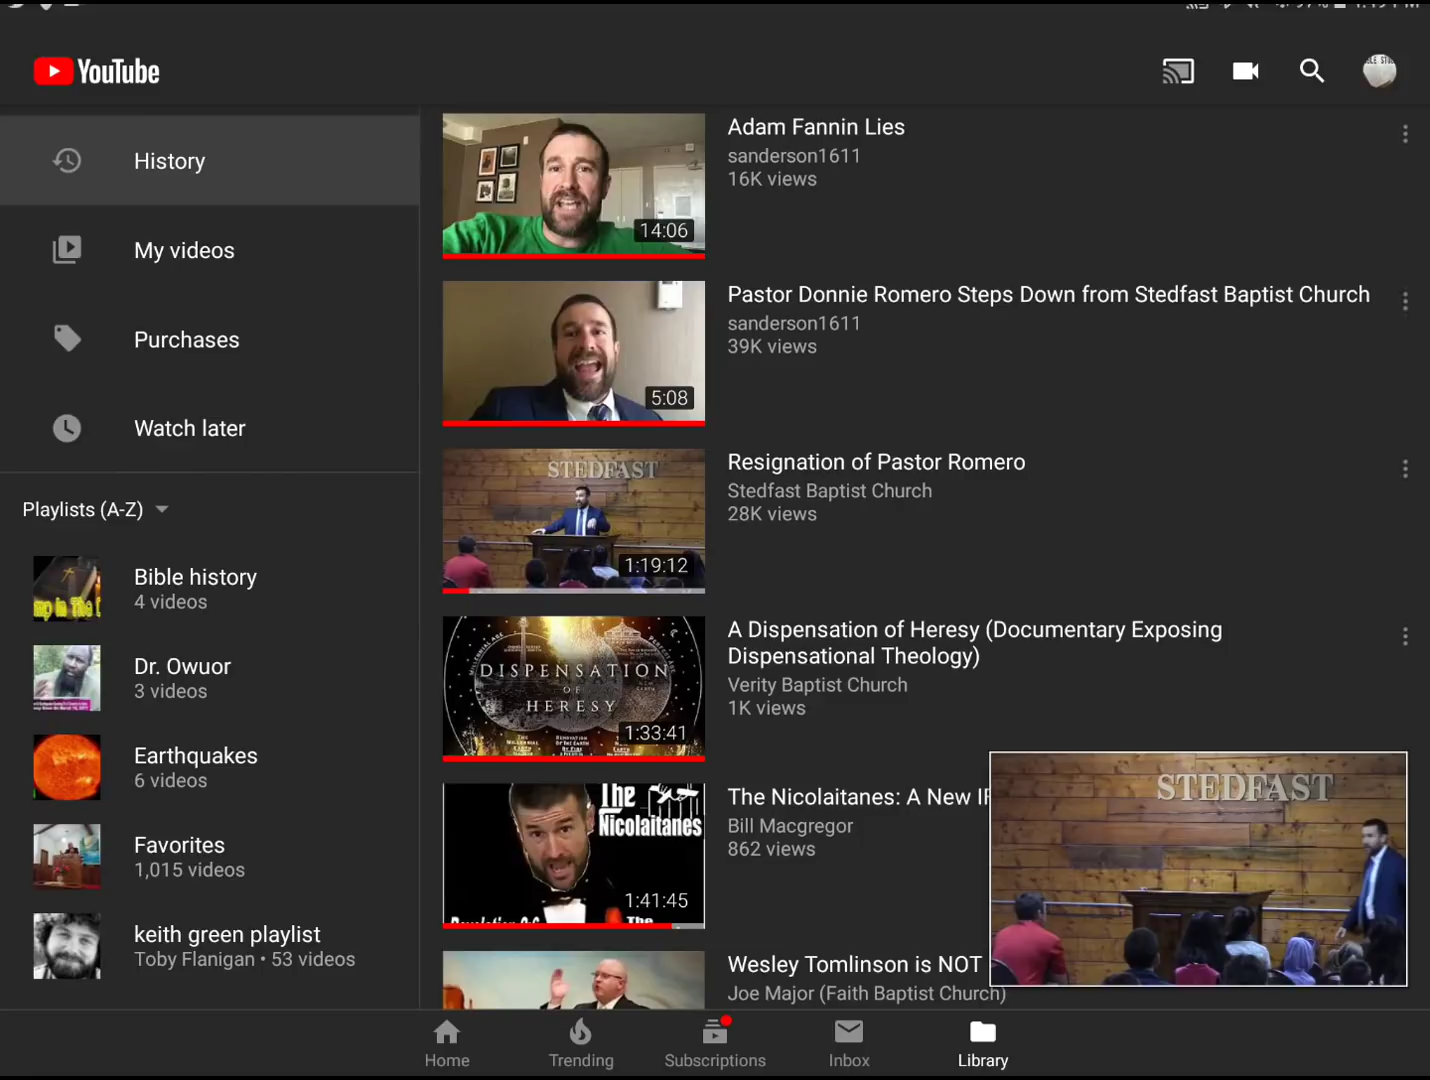 YouTube
History
My videos
Purchases
Watch later
Playlists (A-Z)
Bible history
4 videos
Dr. Owuor
3 videos
Earthquakes
6 videos
Favorites
1,015 videos
keith green playlist
Toby Flanigan • 53 videos
14:06
Adam Fannin Lies
sanderson1611
16K views
5:08
Pastor Donnie Romero Steps Down from Stedfast Baptist Church
sanderson1611
39K views
STEDFAST
1:19:12
Resignation of Pastor Romero
Stedfast Baptist Church
28K views
DISPENSATION
OF
HERESY
1:33:41
A Dispensation of Heresy (Documentary Exposing
Dispensational Theology)
Verity Baptist Church
1K views
The
Nicolaitanes
1:41:45
The Nicolaitanes: A New IF
Bill Macgregor
862 views
STEDFAST
Wesley Tomlinson is NOT
Joe Major (Faith Baptist Church)
Home
Trending
Subscriptions
Inbox
Library